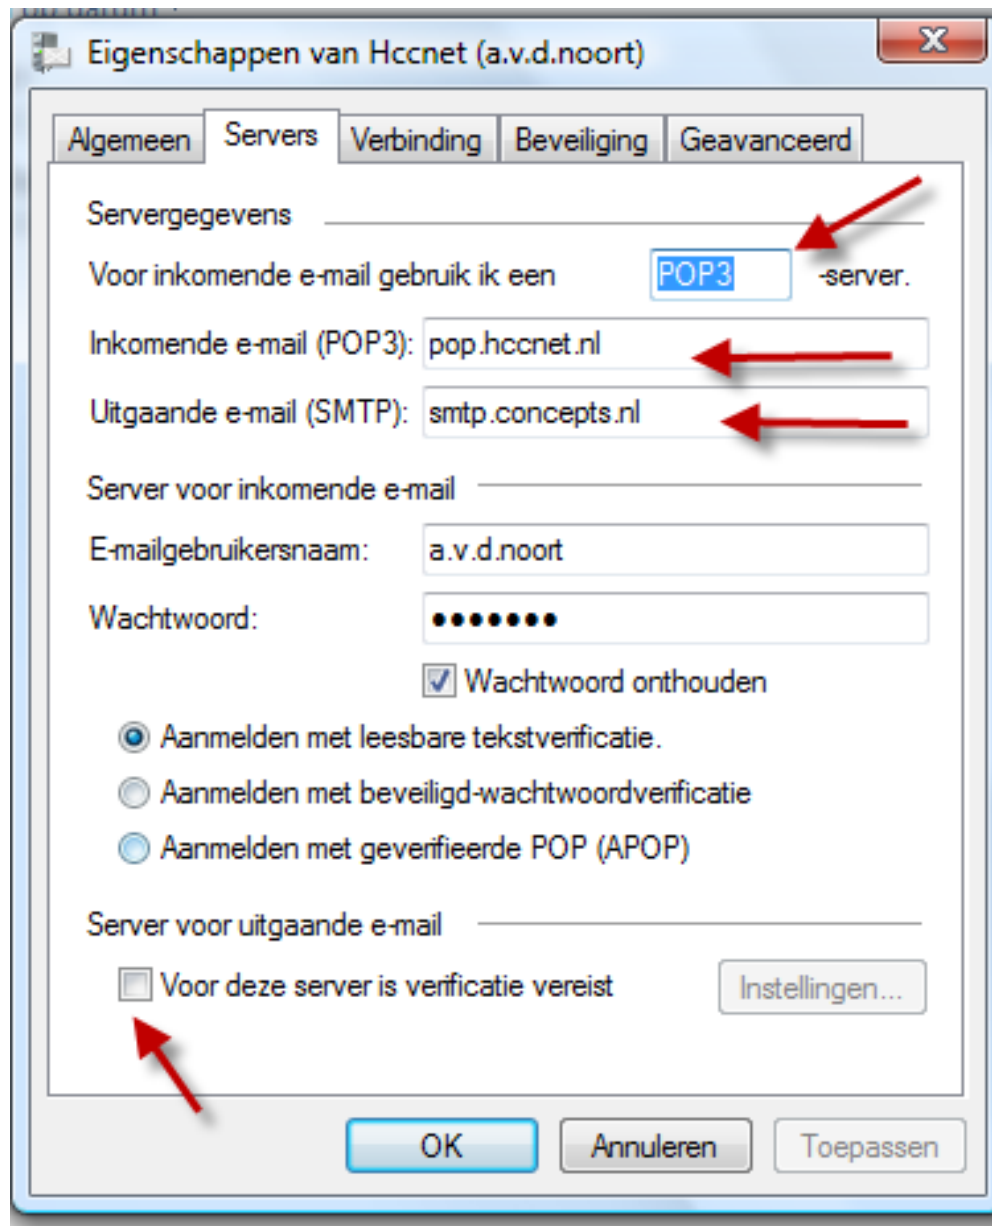 Eigenschappen van Hccnet (a.v.d.noort)
Algemeen Servers Verbinding Beveiliging Geavanceerd
Servergegevens
Voor inkomende e-mail gebruik ik een POP3 -server.
Inkomende e-mail (POP3): pop.hccnet.nl
Uitgaande e-mail (SMTP): smtp.concepts.nl
Server voor inkomende e-mail
E-mailgebruikersnaam: a.v.d.noort
Wachtwoord: •••••••
Wachtwoord onthouden
Aanmelden met leesbare tekstverificatie.
Aanmelden met beveiligd-wachtwoordverificatie
Aanmelden met geverifieerde POP (APOP)
Server voor uitgaande e-mail
Voor deze server is verificatie vereist Instellingen...
OK Annuleren Toepassen